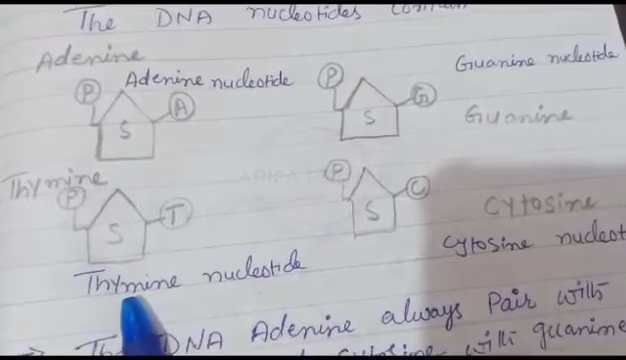 The DNA nucleotides
Adenine
Adenine nucleotide
Guanine nucleotide
P
A
S
P
G
S
Guanine
Thymine
P
T
S
P
C
S
Cytosine
Cytosine nucleot
Thymine nucleotide
DNA Adenine always Pair with
with guanine